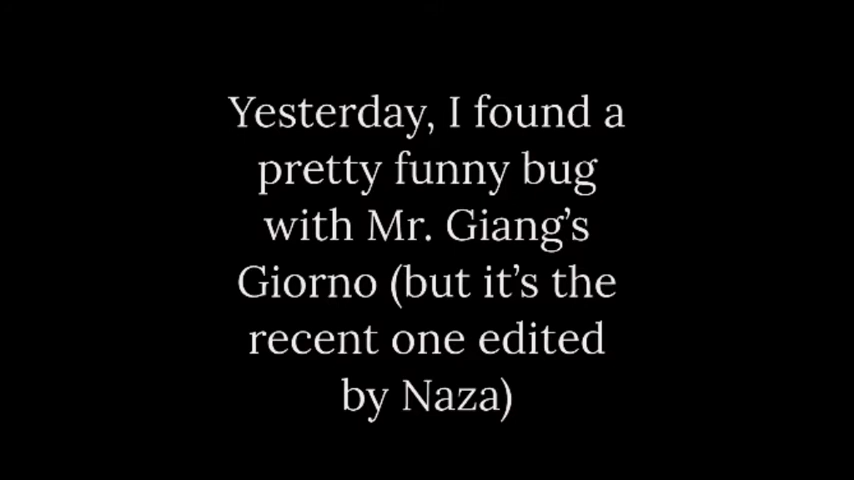 Yesterday, I found a
pretty funny bug
with Mr. Giang’s
Giorno (but it’s the
recent one edited
by Naza)